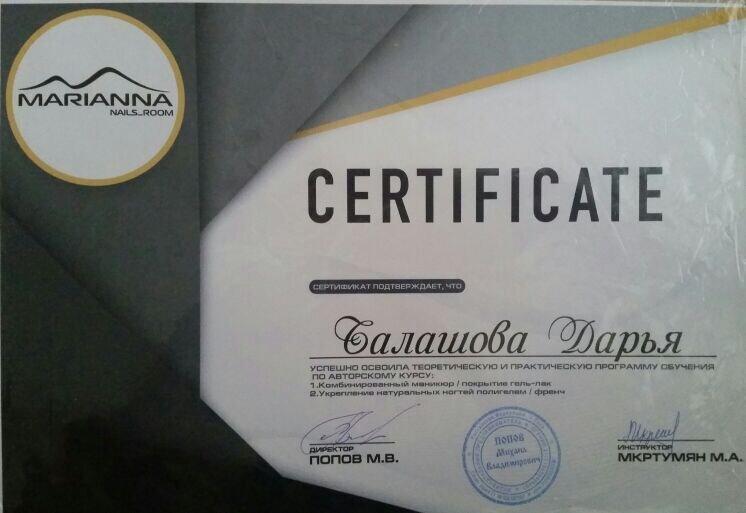 MARIANNA
NAILS_ROOM
CERTIFICATE
СЕРТИФИКАТ ПОДТВЕРЖДАЕТ, ЧТО
Балашова Дарья
УСПЕШНО ОСВОИЛА ТЕОРЕТИЧЕСКУЮ И ПРАКТИЧЕСКУЮ ПРОГРАММУ ОБУЧЕНИЯ
ПО АВТОРСКОМУ КУРСУ:
1.Комбинированный маникюр / покрытие гель-лак
2.Укрепление натуральных ногтей полигелем / френч
ДИРЕКТОР
ПОПОВ М.В.
ПОПОВ
Михаил
Владимирович
ИНСТРУКТОР
МКРТУМЯН М.А.